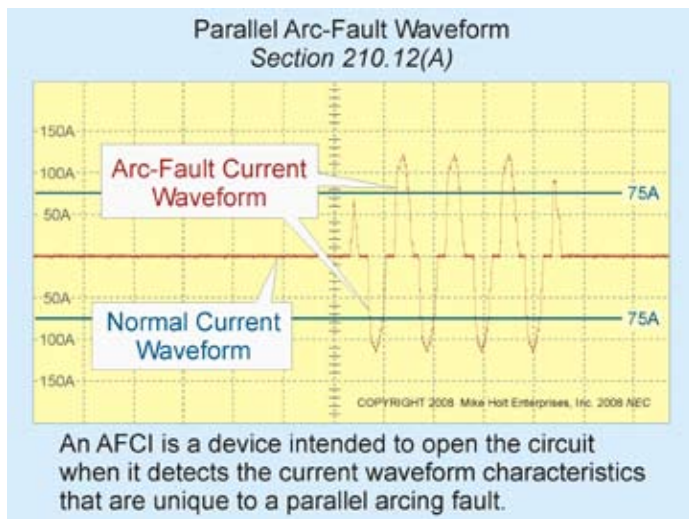 Parallel Arc-Fault Waveform
Section 210.12(A)
150A
100A
Arc-Fault Current
Waveform
75A
50A
50A
Normal Current
Waveform
75A
100A
150A
COPYRIGHT 2008 Mike Holt Enterprises, Inc. 2008 NEC
An AFCI is a device intended to open the circuit
when it detects the current waveform characteristics
that are unique to a parallel arcing fault.